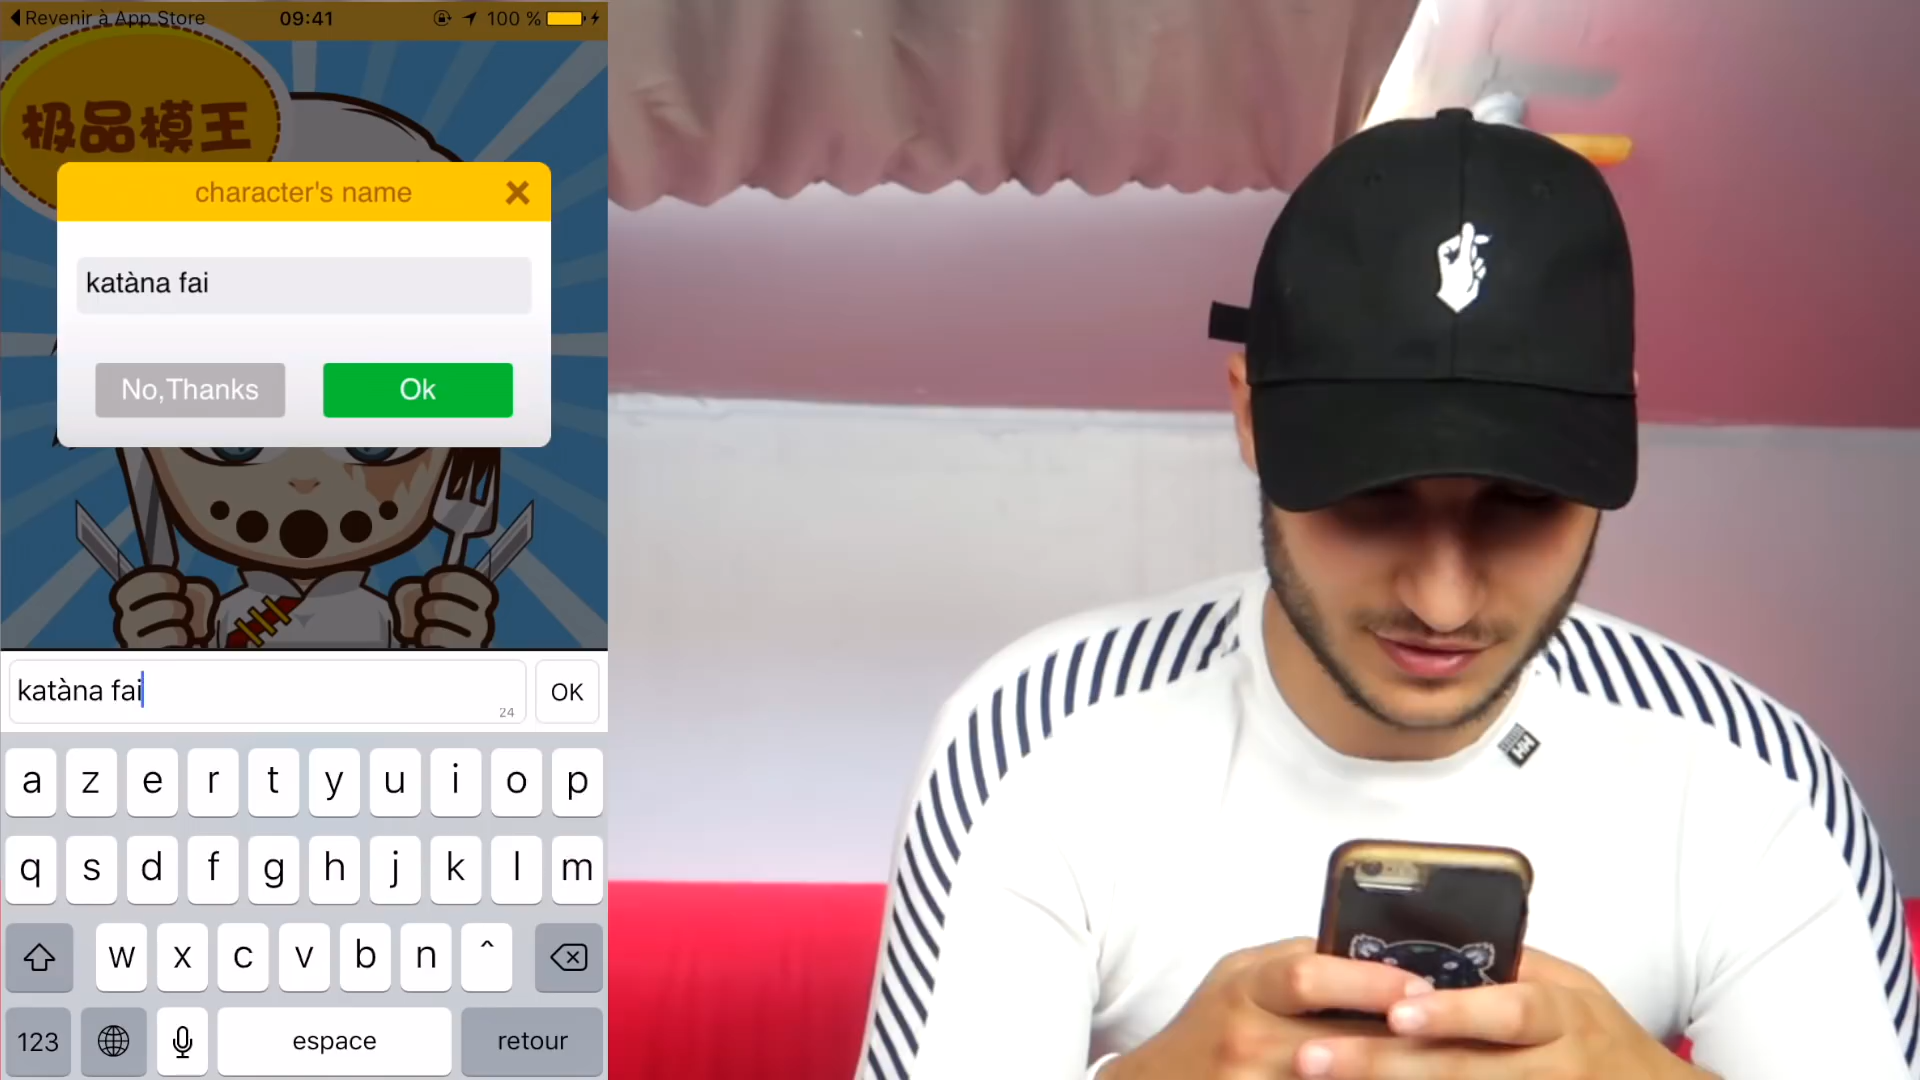 Revenir à App Store
09:41
100 %
极品模王
character's name
katàna fai
No,Thanks
Ok
katàna fai
24
OK
a z e r t y u i o p
q s d f g h j k l m
w x c v b n ^
123
espace
retour
HH